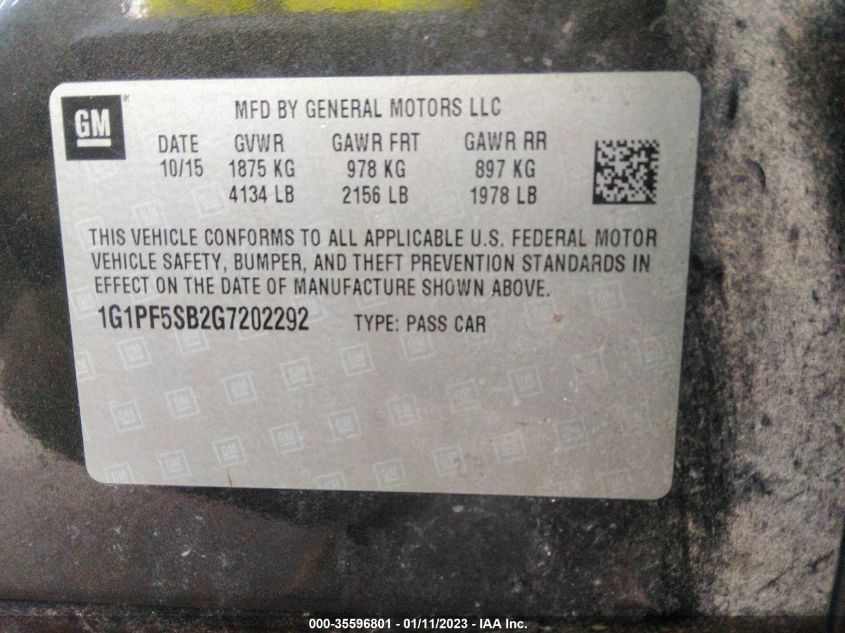 GM®
MFD BY GENERAL MOTORS LLC
DATE GVWR GAWR FRT GAWR RR
10/15 1875 KG 978 KG 897 KG
4134 LB 2156 LB 1978 LB
THIS VEHICLE CONFORMS TO ALL APPLICABLE U.S. FEDERAL MOTOR
VEHICLE SAFETY, BUMPER, AND THEFT PREVENTION STANDARDS IN
EFFECT ON THE DATE OF MANUFACTURE SHOWN ABOVE.
1G1PF5SB2G7202292 TYPE: PASS CAR
000-35596801 - 01/11/2023 - IAA Inc.